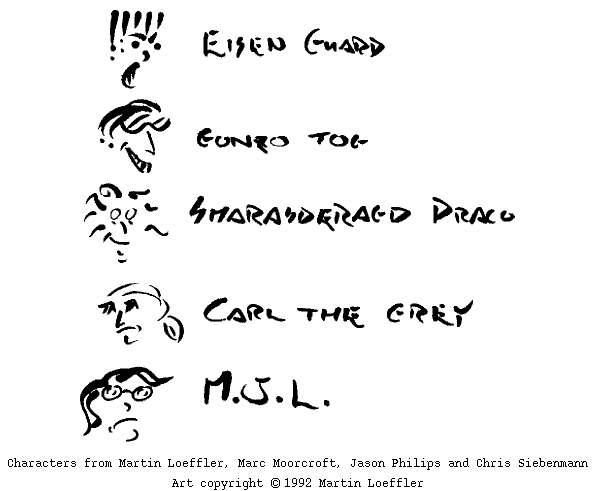 EISEN GUARD
GONZO TOG
SHARASDERAGD DRACO
CARL THE GREY
M.J.L.
Characters from Martin Loeffler, Marc Moorcroft, Jason Philips and Chris Siebenmann
Art copyright © 1992 Martin Loeffler